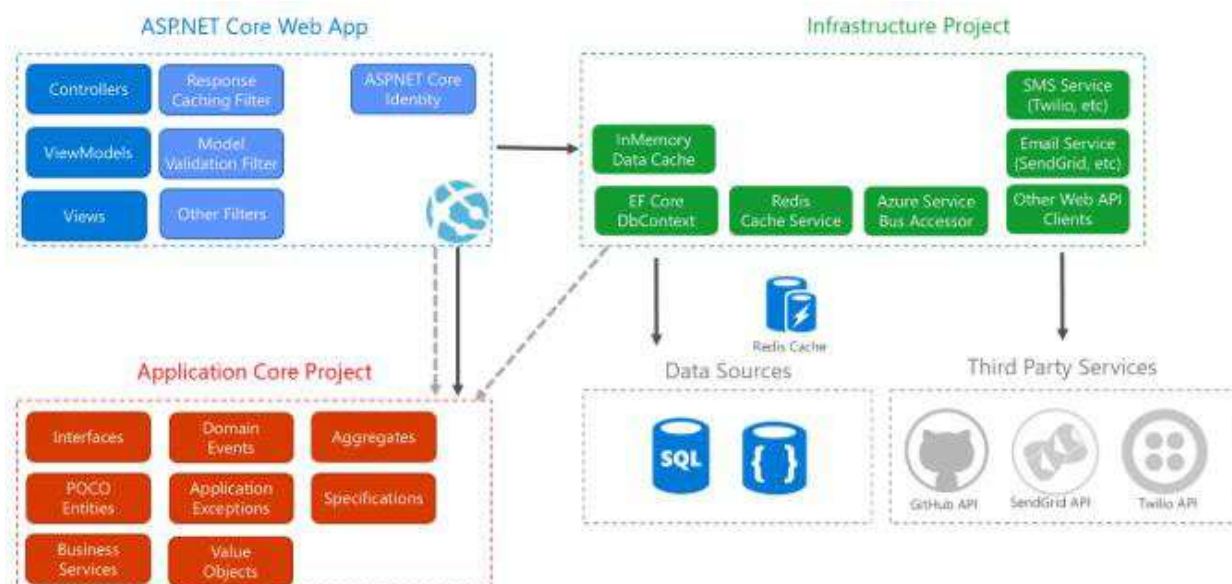 ASP.NET Core Web App
Controllers
Response
Caching Filter
ASP.NET Core
Identity
ViewModels
Model
Validation Filter
Views
Other Filters
Infrastructure Project
SMS Service
(Twilio, etc)
InMemory
Data Cache
Email Service
(SendGrid, etc)
EF Core
DbContext
Redis
Cache Service
Azure Service
Bus Accessor
Other Web API
Clients
Redis Cache
Application Core Project
Interfaces
Domain
Events
Aggregates
POCO
Entities
Application
Exceptions
Specifications
Business
Services
Value
Objects
Data Sources
SQL
{ }
Third Party Services
GitHub API
SendGrid API
Twilio API